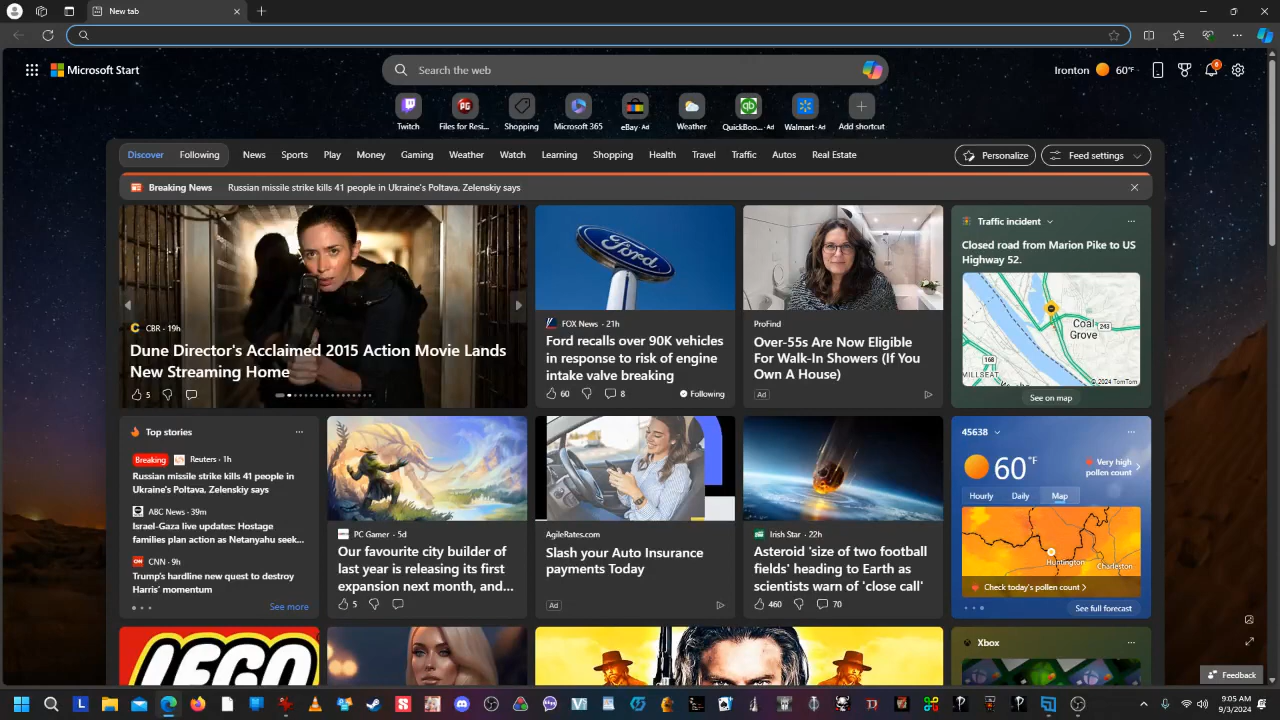 New tab
Microsoft Start
Search the web
Ironton
60°F
6
Twitch
Files for Resi...
Shopping
Microsoft 365
eBay · Ad
Weather
QuickBoo... · Ad
Walmart · Ad
Add shortcut
Discover
Following
News
Sports
Play
Money
Gaming
Weather
Watch
Learning
Shopping
Health
Travel
Traffic
Autos
Real Estate
Personalize
Feed settings
Breaking News
Russian missile strike kills 41 people in Ukraine's Poltava, Zelenskiy says
CBR · 19h
Dune Director's Acclaimed 2015 Action Movie Lands
New Streaming Home
5
Ford
FOX News · 21h
Ford recalls over 90K vehicles
in response to risk of engine
intake valve breaking
60
8
Following
ProFind
Over-55s Are Now Eligible
For Walk-In Showers (If You
Own A House)
Ad
Traffic incident
Closed road from Marion Pike to US
Highway 52.
Coal
Grove
243
168
MILLSEAT
© 2024 TomTom
See on map
Top stories
Breaking
Reuters · 1h
Russian missile strike kills 41 people in
Ukraine's Poltava, Zelenskiy says
ABC News · 39m
Israel-Gaza live updates: Hostage
families plan action as Netanyahu seek...
CNN · 9h
Trump's hardline new quest to destroy
Harris' momentum
See more
PC Gamer · 5d
Our favourite city builder of
last year is releasing its first
expansion next month, and...
5
AgileRates.com
Slash your Auto Insurance
payments Today
Ad
Irish Star · 22h
Asteroid 'size of two football
fields' heading to Earth as
scientists warn of 'close call'
460
70
45638
60°F
Very high
pollen count
Hourly
Daily
Map
Huntington
Charleston
Check today's pollen count
See full forecast
LEGO
Xbox
Feedback
9:05 AM
9/3/2024